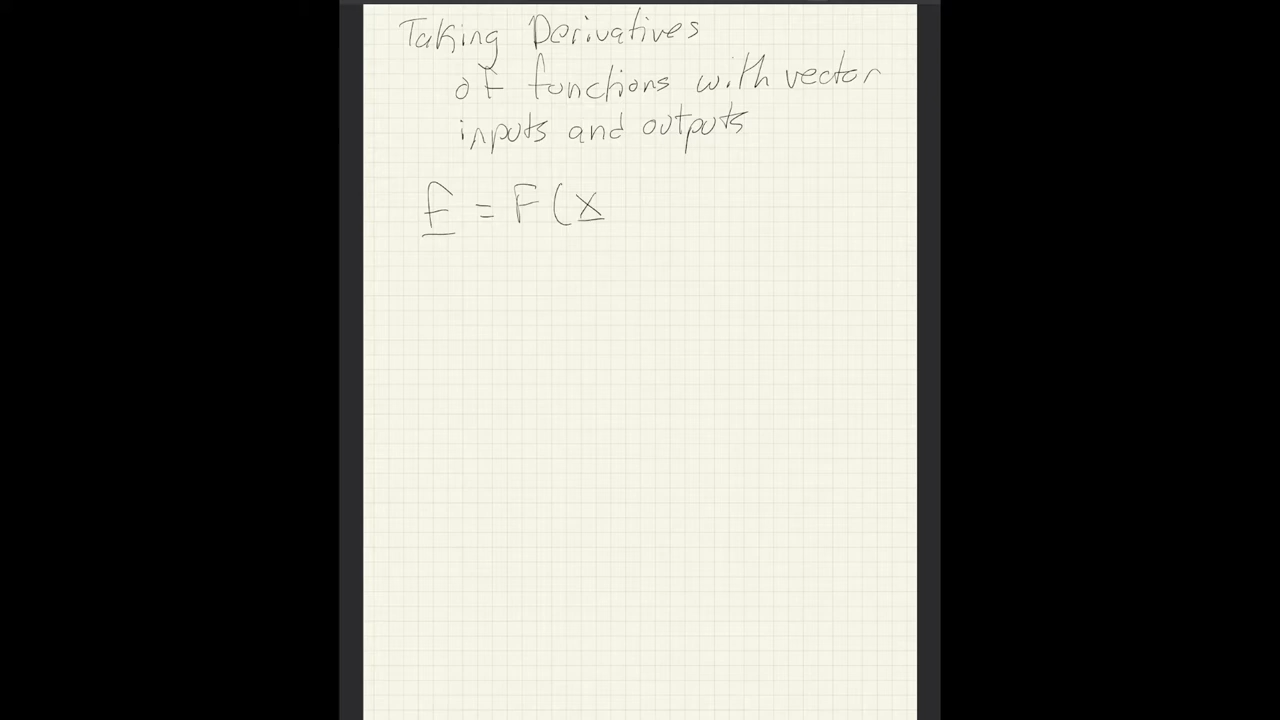 Taking Derivatives
of functions with vector
inputs and outputs
f = F(x